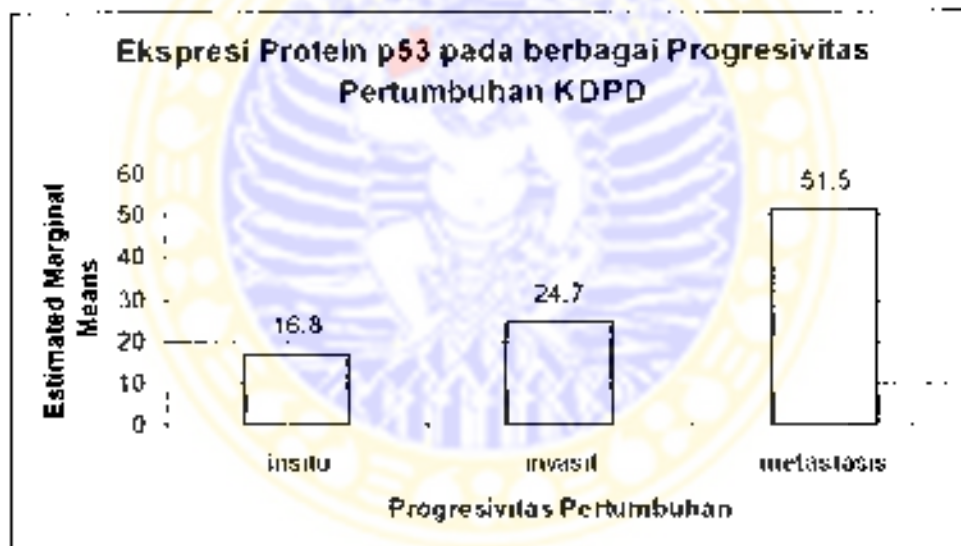 Ekspresi Protein p53 pada berbagai Progresivitas
Pertumbuhan KDPD
Estimated Marginal
Means
60
50
40
30
20
10
0
16.8
24.7
51.5
insitu
invasif
metastasis
Progresivitas Pertumbuhan